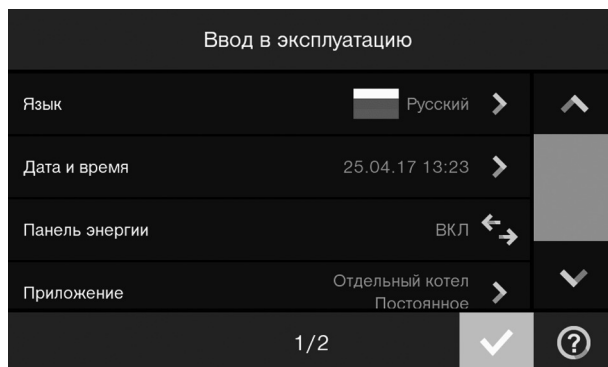 Ввод в эксплуатацию
Язык Русский
Дата и время 25.04.17 13:23
Панель энергии ВКЛ
Приложение Отдельный котел
Постоянное
1/2
?